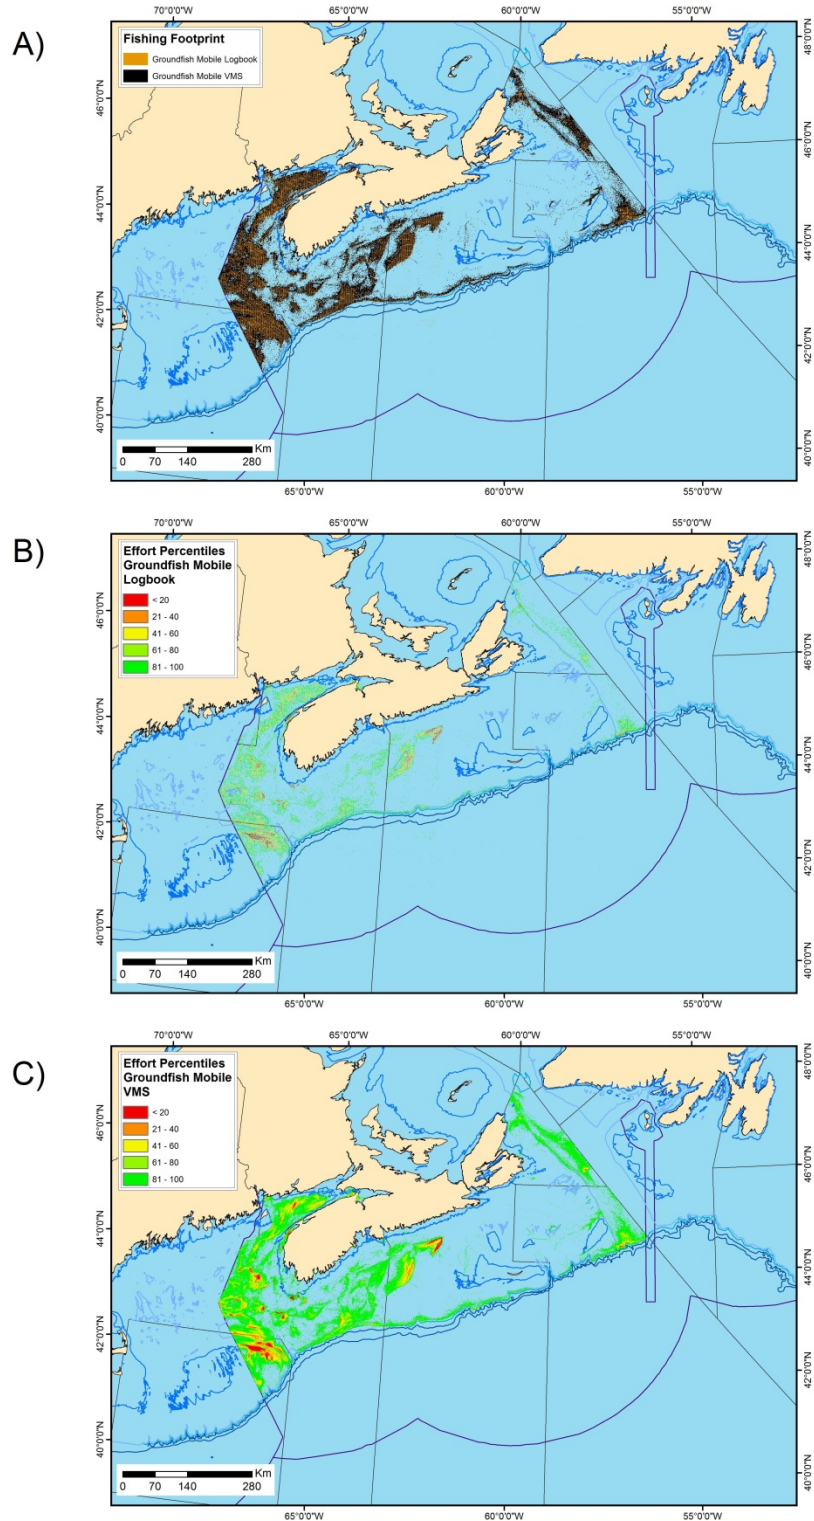 A)
70°0'0"W
65°0'0"W
60°0'0"W
55°0'0"W
Fishing Footprint
Groundfish Mobile Logbook
Groundfish Mobile VMS
48°0'0"N
46°0'0"N
46°0'0"N
44°0'0"N
44°0'0"N
42°0'0"N
42°0'0"N
40°0'0"N
40°0'0"N
Km
0 70 140 280
65°0'0"W
60°0'0"W
55°0'0"W
B)
70°0'0"W
65°0'0"W
60°0'0"W
55°0'0"W
Effort Percentiles
Groundfish Mobile
Logbook
< 20
21 - 40
41 - 60
61 - 80
81 - 100
48°0'0"N
46°0'0"N
46°0'0"N
44°0'0"N
44°0'0"N
42°0'0"N
42°0'0"N
40°0'0"N
40°0'0"N
Km
0 70 140 280
65°0'0"W
60°0'0"W
55°0'0"W
C)
70°0'0"W
65°0'0"W
60°0'0"W
55°0'0"W
Effort Percentiles
Groundfish Mobile
VMS
< 20
21 - 40
41 - 60
61 - 80
81 - 100
48°0'0"N
46°0'0"N
46°0'0"N
44°0'0"N
44°0'0"N
42°0'0"N
42°0'0"N
40°0'0"N
40°0'0"N
Km
0 70 140 280
65°0'0"W
60°0'0"W
55°0'0"W